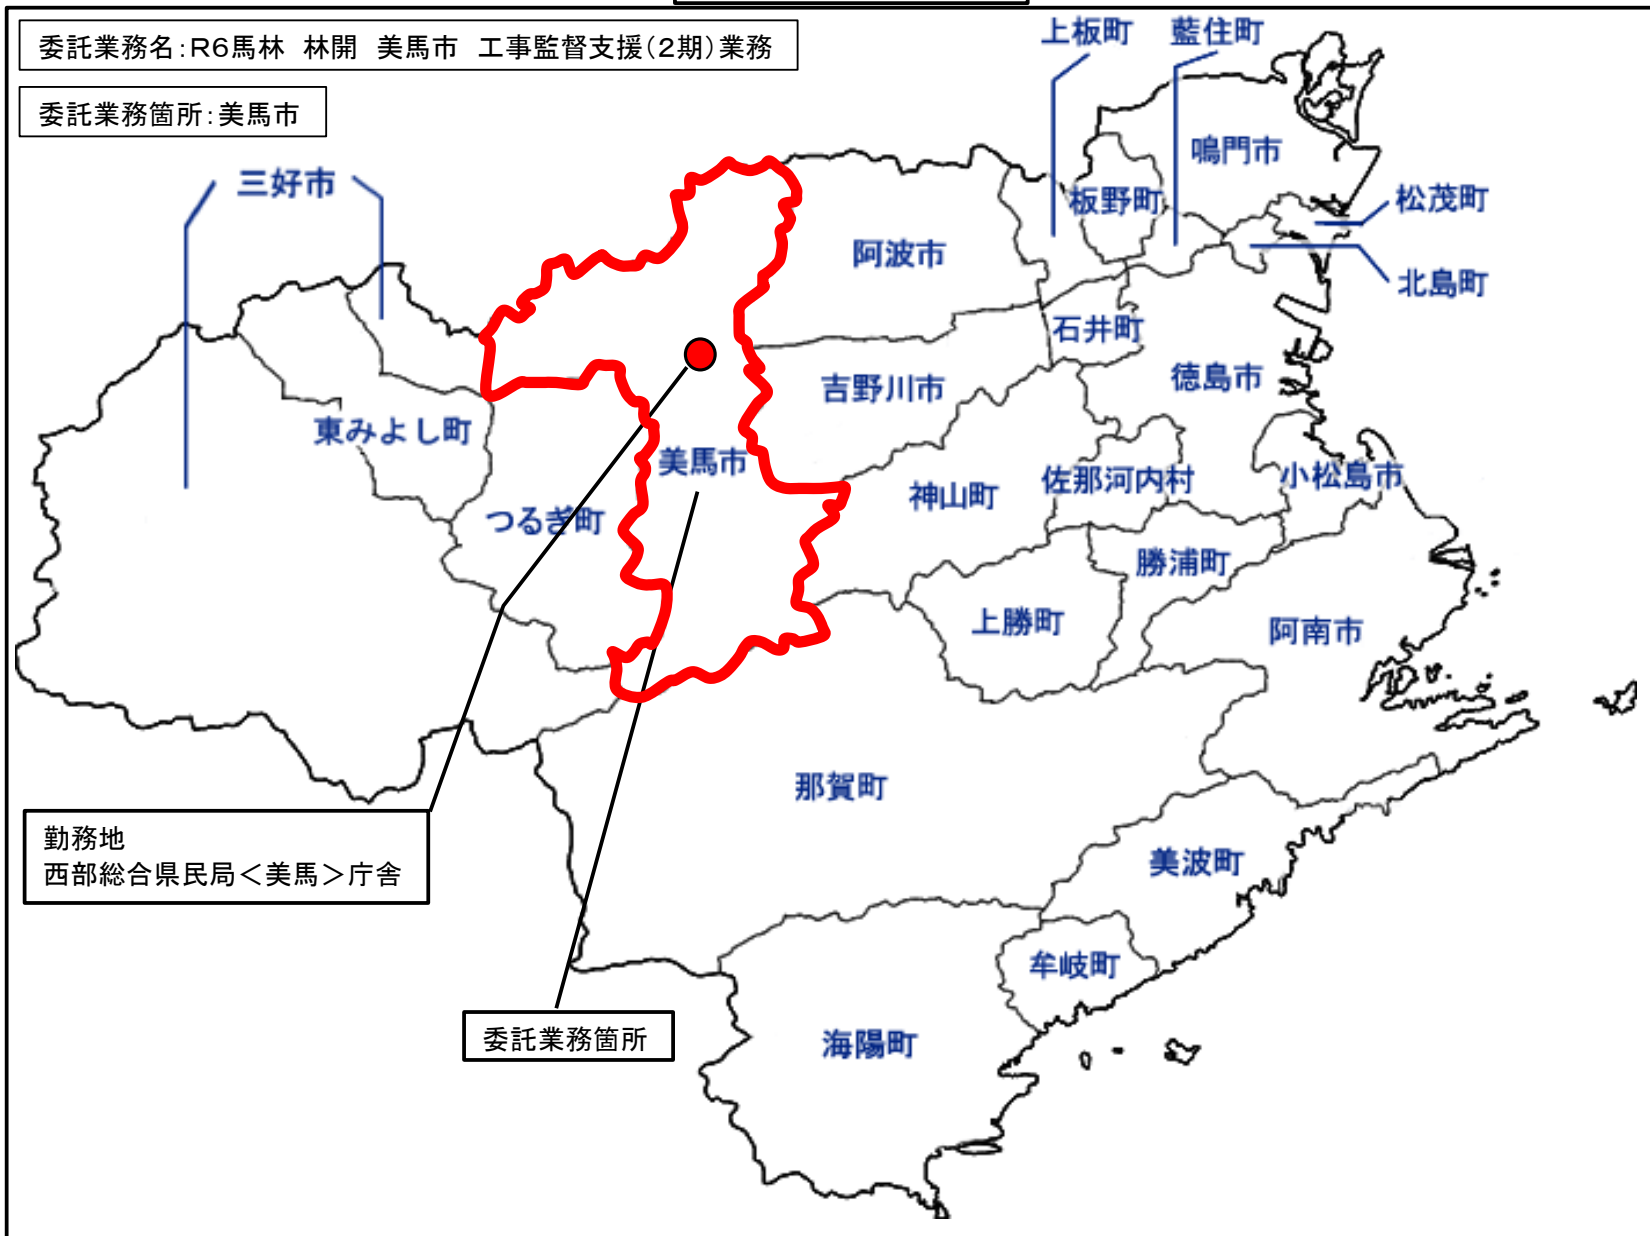 委託業務名:R6馬林 林開 美馬市 工事監督支援(2期)業務
委託業務箇所:美馬市
上板町
藍住町
鳴門市
板野町
松茂町
北島町
三好市
阿波市
石井町
徳島市
吉野川市
東みよし町
美馬市
神山町
佐那河内村
小松島市
つるぎ町
勝浦町
上勝町
阿南市
那賀町
美波町
勤務地
西部総合県民局<美馬>庁舎
牟岐町
委託業務箇所
海陽町